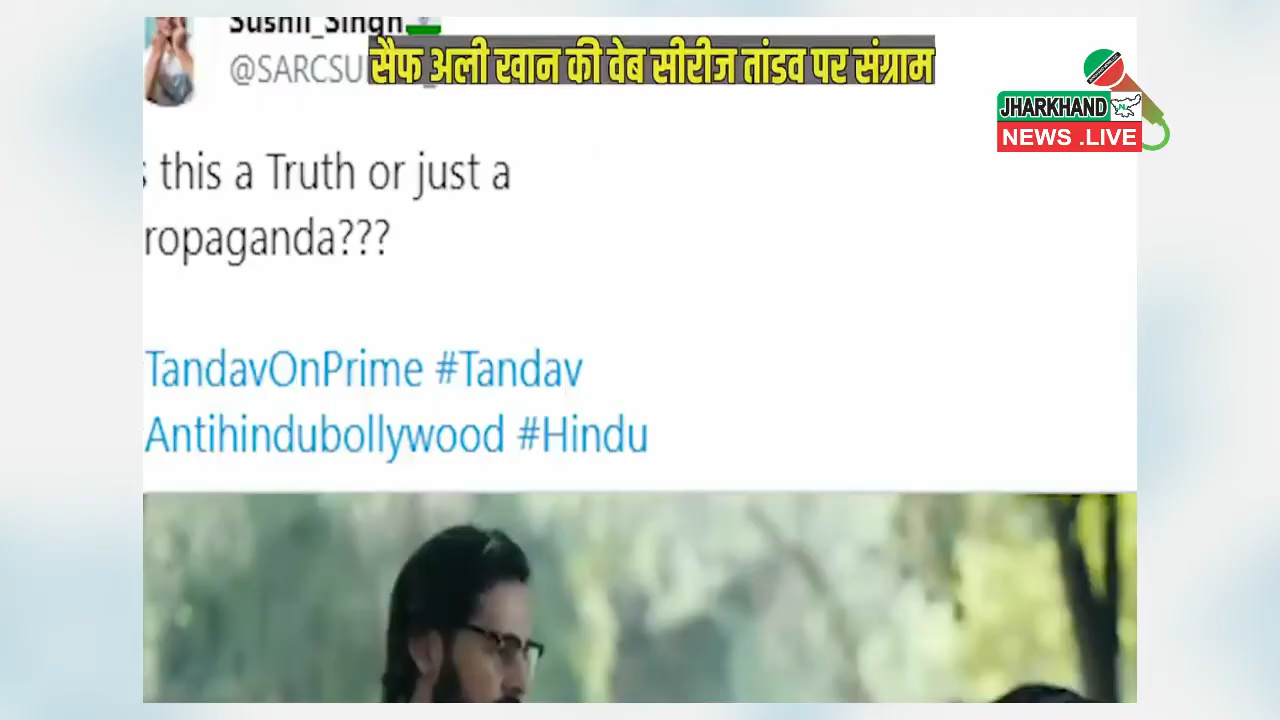 Sushil_Singh
@SARCSU
सैफ अली खान की वेब सीरीज तांडव पर संग्राम
JHARKHAND
NEWS .LIVE
this a Truth or just a
ropaganda???
TandavOnPrime #Tandav
Antihindubollywood #Hindu